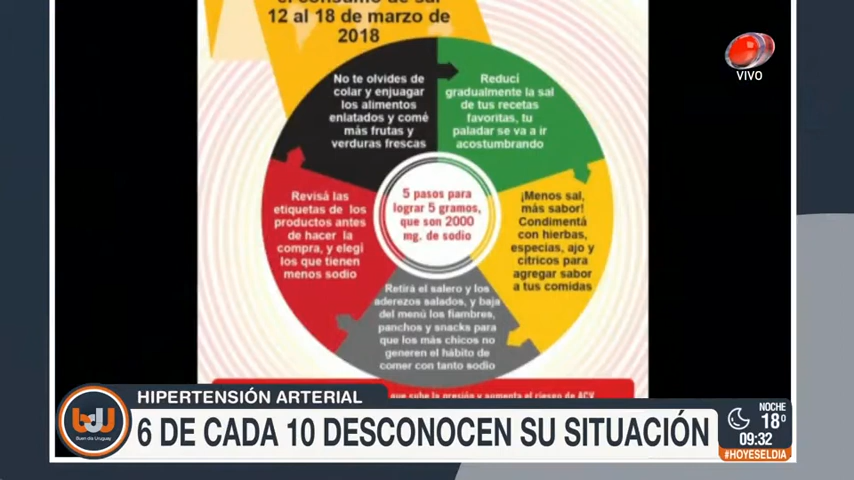 12 al 18 de marzo de
2018
VIVO
No te olvides de
colar y enjuagar
los alimentos
enlatados y comé
más frutas y
verduras frescas
Reducí
gradualmente la sal
de tus recetas
favoritas, tu
paladar se va a ir
acostumbrando
¡Menos sal,
más sabor!
Condimentá
con hierbas,
especias, ajo y
cítricos para
agregar sabor
a tus comidas
Retirá el salero y los
aderezos salados, y baja
del menú los fiambres,
panchos y snacks para
que los más chicos no
generen el hábito de
comer con tanto sodio
Revisá las
etiquetas de los
productos antes
de hacer la
compra, y elegí
los que tienen
menos sodio
5 pasos para
lograr 5 gramos,
que son 2000
mg. de sodio
HIPERTENSIÓN ARTERIAL
6 DE CADA 10 DESCONOCEN SU SITUACIÓN
NOCHE
18°
09:32
#HOYESELDIA